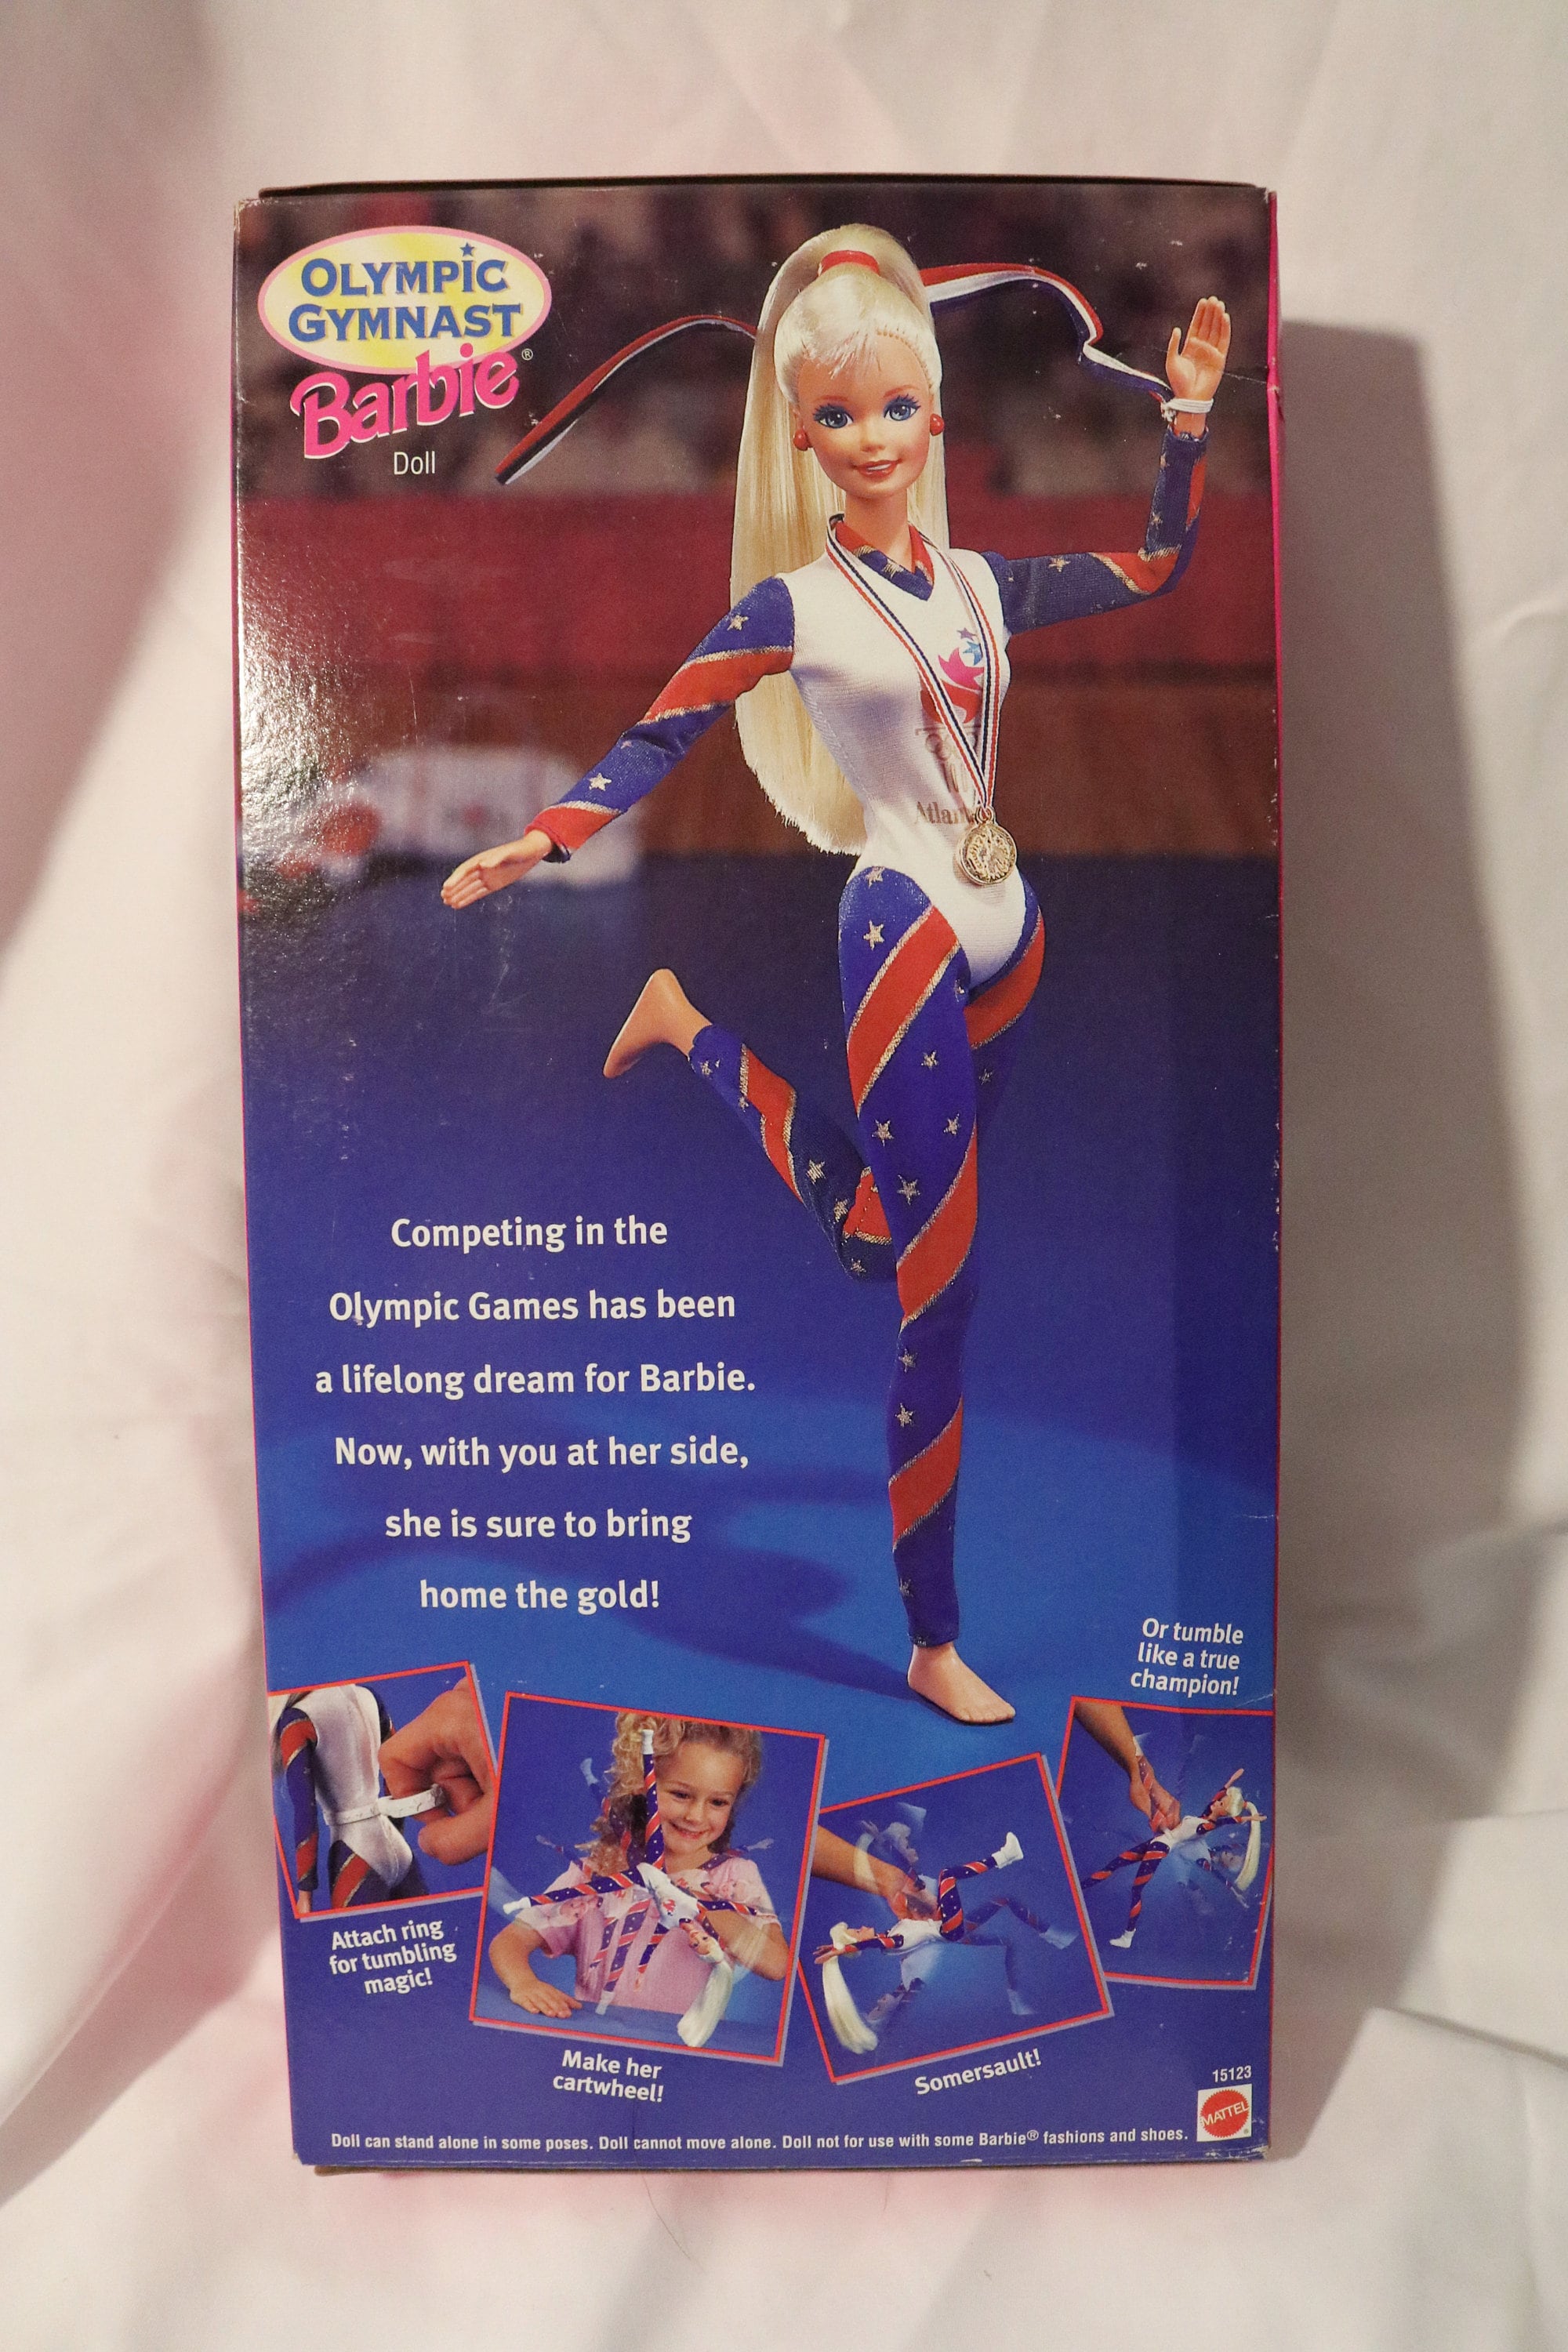 OLYMPIC
GYMNAST
Barbie®
Doll
Atlan
Competing in the
Olympic Games has been
a lifelong dream for Barbie.
Now, with you at her side,
she is sure to bring
home the gold!
Or tumble
like a true
champion!
Attach ring
for tumbling
magic!
Make her
cartwheel!
Somersault!
15123
MATTEL
Doll can stand alone in some poses. Doll cannot move alone. Doll not for use with some Barbie® fashions and shoes.